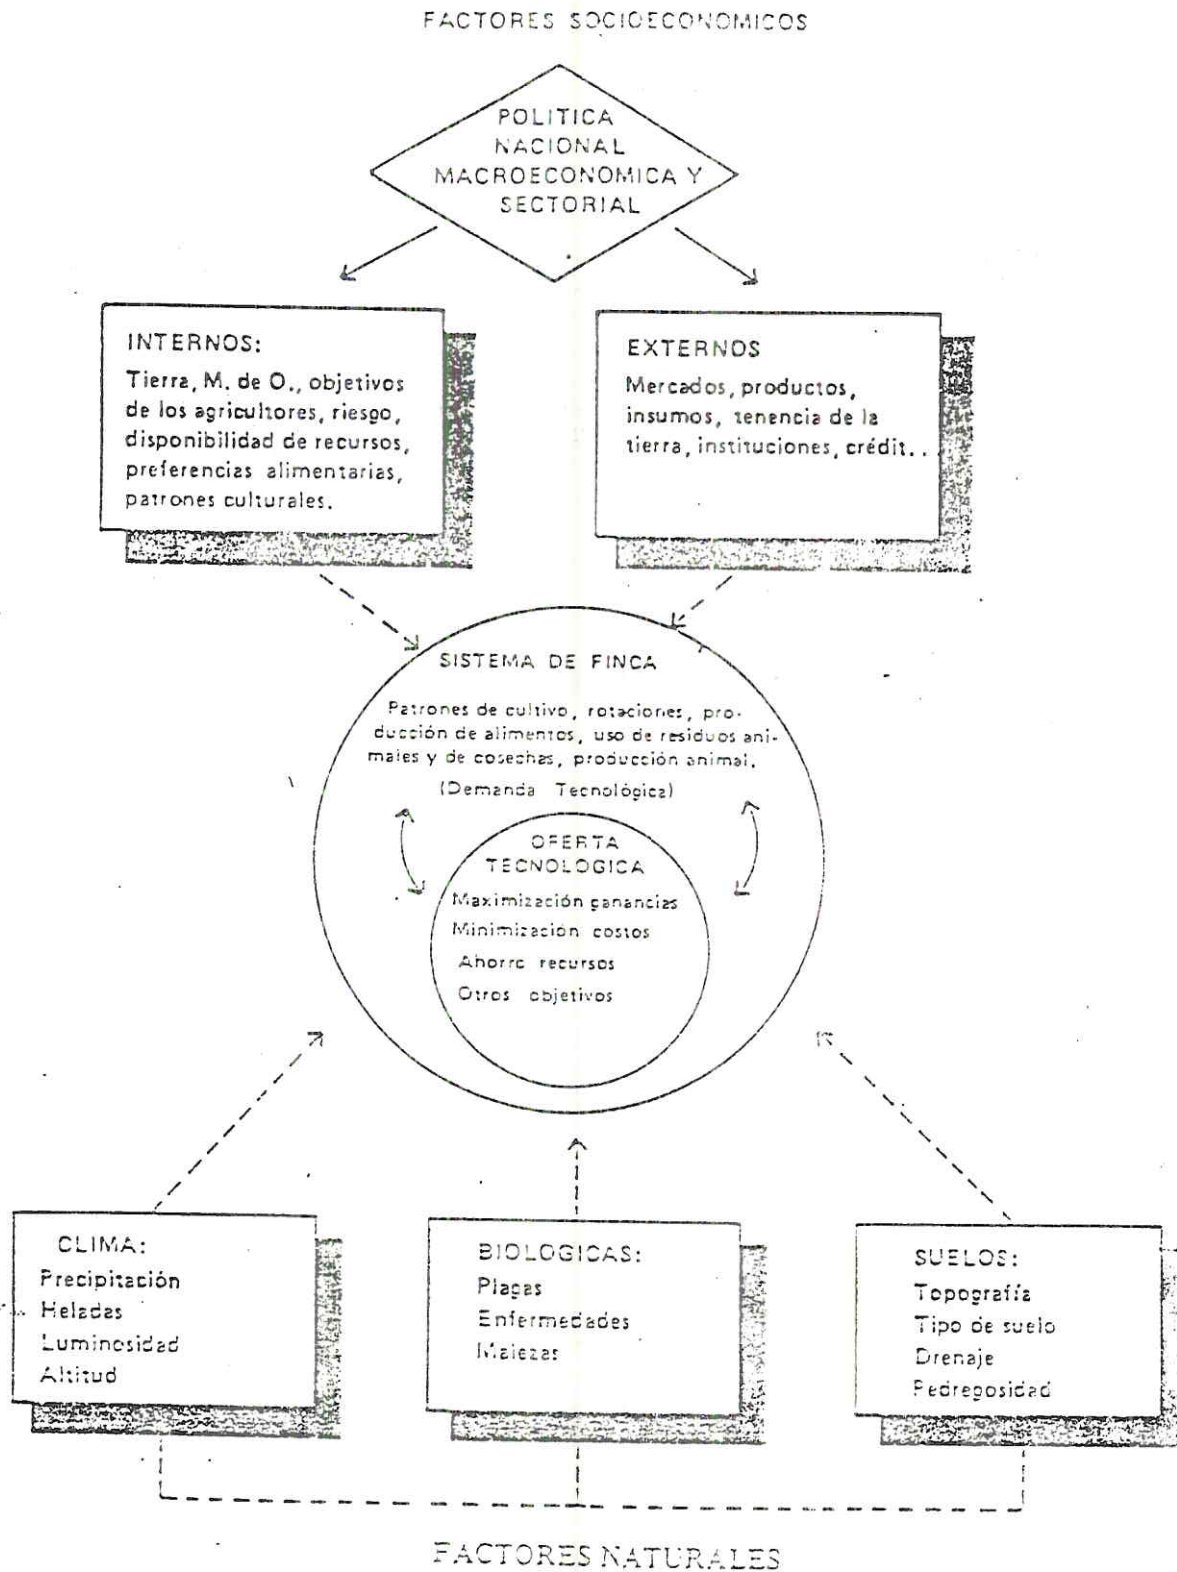 FACTORES SOCIOECONOMICOS
POLITICA
NACIONAL
MACROECONOMICA Y
SECTORIAL
INTERNOS:
Tierra, M. de O., objetivos
de los agricultores, riesgo,
disponibilidad de recursos,
preferencias alimentarias,
patrones culturales.
EXTERNOS
Mercados, productos,
insumos, tenencia de la
tierra, instituciones, crédit..
SISTEMA DE FINCA
Patrones de cultivo, rotaciones, pro-
ducción de alimentos, uso de residuos ani-
males y de cosechas, producción animal.
(Demanda Tecnológica)
OFERTA
TECNOLOGICA
Maximización ganancias
Minimización costos
Ahorro recursos
Otros objetivos
CLIMA:
Precipitación
Heladas
Luminosidad
Altitud
BIOLOGICAS:
Plagas
Enfermedades
Malezas
SUELOS:
Topografía
Tipo de suelo
Drenaje
Pedregosidad
FACTORES NATURALES